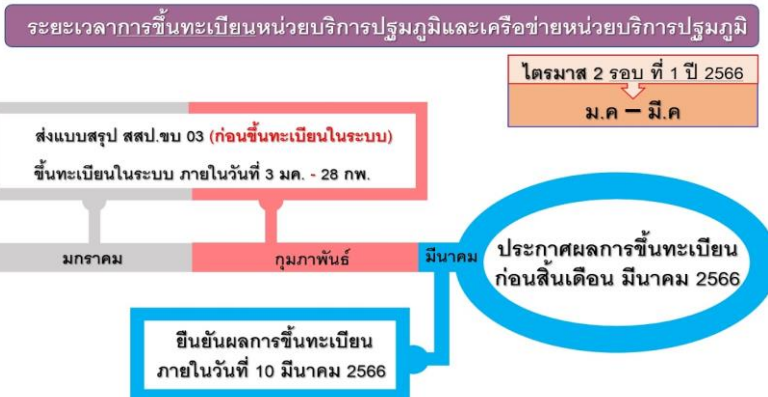 ระยะเวลาการขึ้นทะเบียนหน่วยบริการปฐมภูมิและเครือข่ายหน่วยบริการปฐมภูมิ
ไตรมาส 2 รอบ ที่ 1 ปี 2566
ม.ค – มี.ค
ส่งแบบสรุป สสป.ขบ 03 (ก่อนขึ้นทะเบียนในระบบ)
ขึ้นทะเบียนในระบบ ภายในวันที่ 3 มค. - 28 กพ.
มกราคม
กุมภาพันธ์
มีนาคม
ประกาศผลการขึ้นทะเบียน
ก่อนสิ้นเดือน มีนาคม 2566
ยืนยันผลการขึ้นทะเบียน
ภายในวันที่ 10 มีนาคม 2566